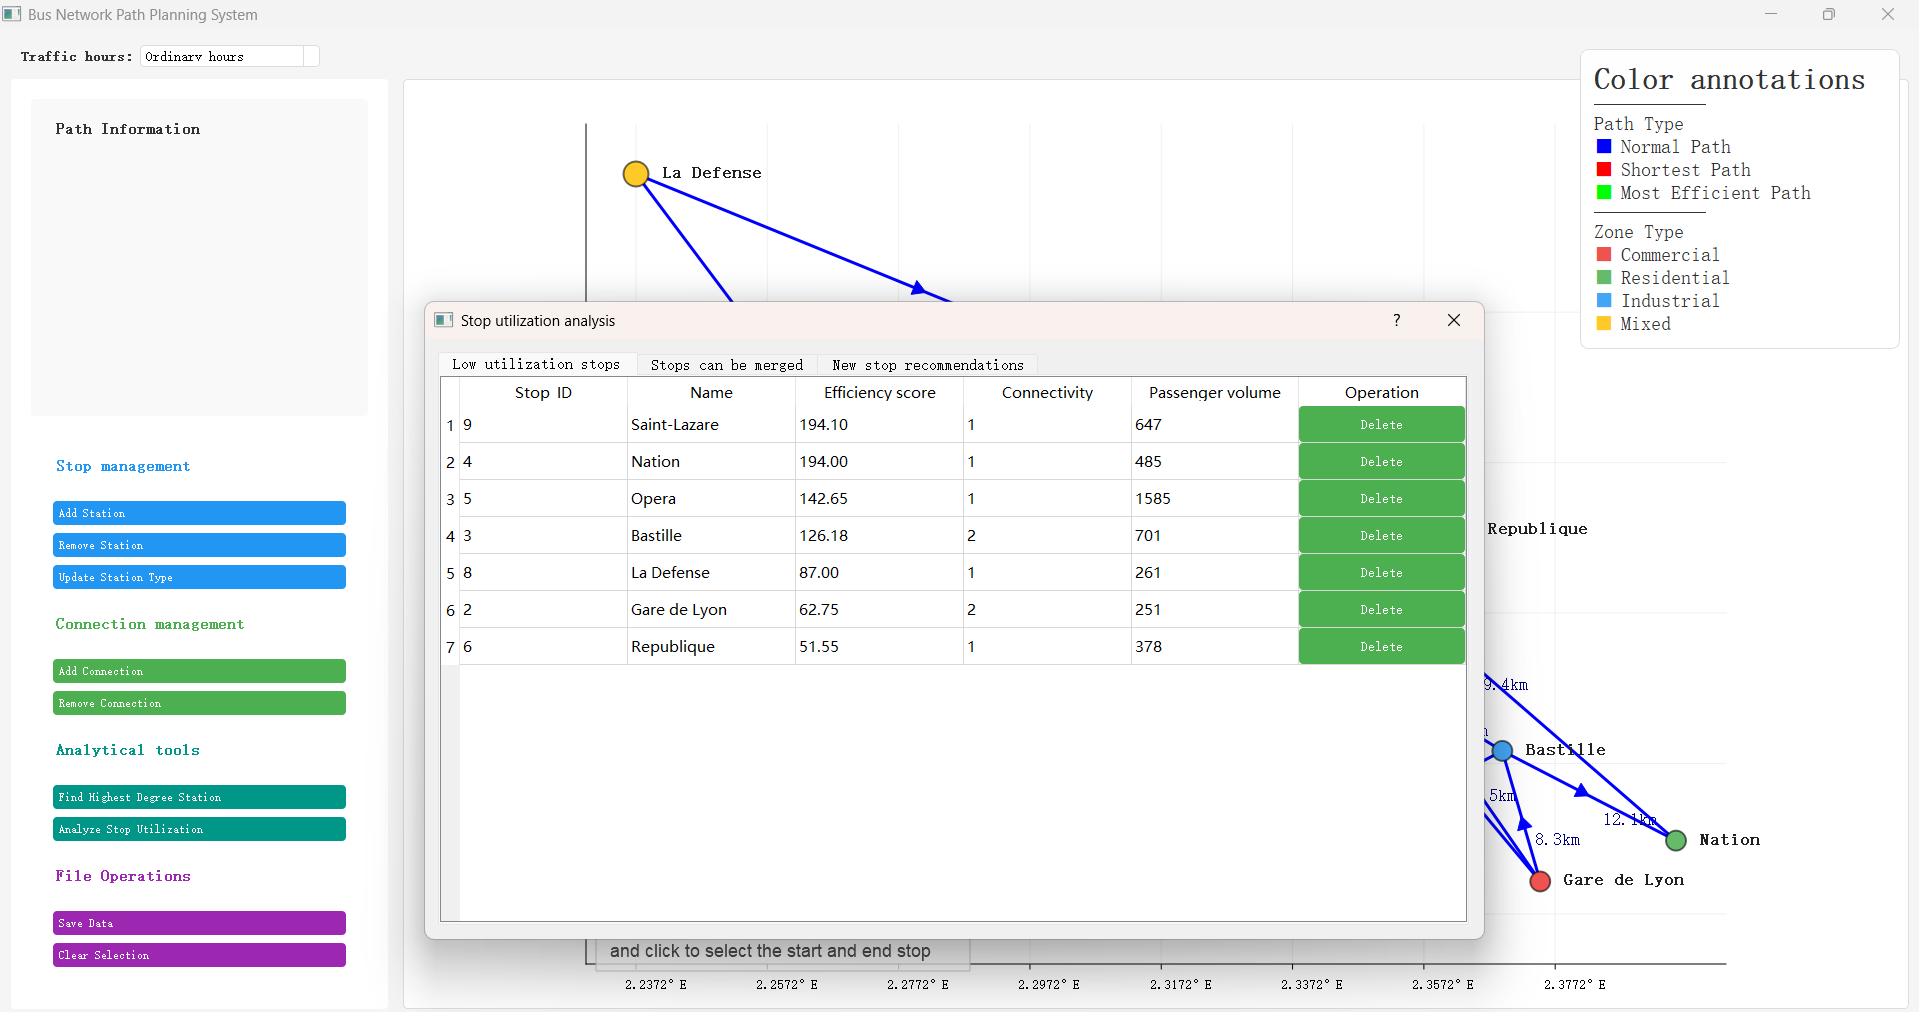 Bus Network Path Planning System
Traffic hours: Ordinary hours
Path Information
Stop management
Add Station
Remove Station
Update Station Type
Connection management
Add Connection
Remove Connection
Analytical tools
Find Highest Degree Station
Analyze Stop Utilization
File Operations
Save Data
Clear Selection
La Defense
Color annotations
Path Type
Normal Path
Shortest Path
Most Efficient Path
Zone Type
Commercial
Residential
Industrial
Mixed
Stop utilization analysis ?
Low utilization stops Stops can be merged New stop recommendations
Stop ID Name Efficiency score Connectivity Passenger volume Operation
1 9 Saint-Lazare 194.10 1 647 Delete
2 4 Nation 194.00 1 485 Delete
3 5 Opera 142.65 1 1585 Delete
4 3 Bastille 126.18 2 701 Delete
5 8 La Defense 87.00 1 261 Delete
6 2 Gare de Lyon 62.75 2 251 Delete
7 6 Republique 51.55 1 378 Delete
Republique
9.4km
Bastille
5km
12.1km
8.3km
Nation
Gare de Lyon
and click to select the start and end stop
2.2372° E 2.2572° E 2.2772° E 2.2972° E 2.3172° E 2.3372° E 2.3572° E 2.3772° E